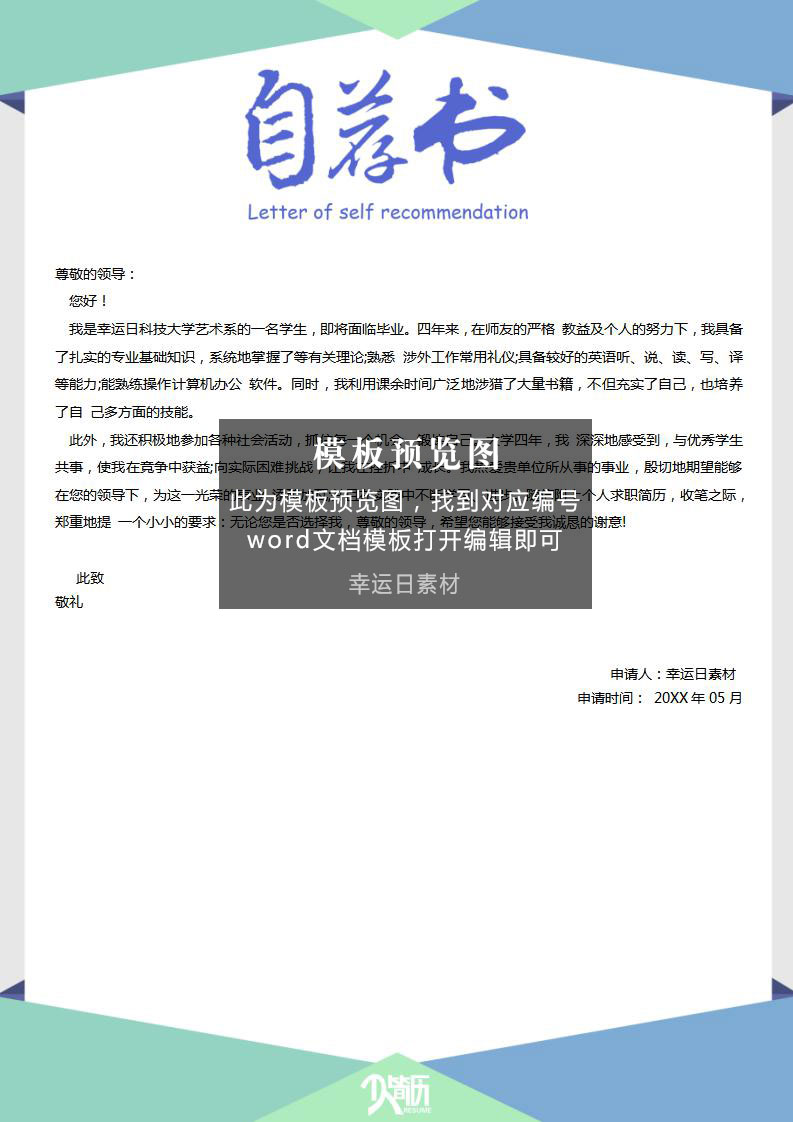 自荐书
Letter of self recommendation
尊敬的领导：
您好！
我是幸运日科技大学艺术系的一名学生，即将面临毕业。四年来，在师友的严格 教益及个人的努力下，我具备
了扎实的专业基础知识，系统地掌握了等有关理论;熟悉 涉外工作常用礼仪;具备较好的英语听、说、读、写、译
等能力;能熟练操作计算机办公 软件。同时，我利用课余时间广泛地涉猎了大量书籍，不但充实了自己，也培养
了自 己多方面的技能。
此外，我还积极地参加各种社会活动，抓 大学四年，我 深深地感受到，与优秀学生
共事，使我在竞争中获益;向实际困难挑战，让我在挫折中 成长。我热爱贵单位所从事的事业，殷切地期望能够
在您的领导下，为这一光荣的 个人求职简历，收笔之际，
郑重地提 一个小小的要求：无论您是否选择我，尊敬的领导，希望您能够接受我诚恳的谢意!
模板预览图
此为模板预览图，找到对应编号
word文档模板打开编辑即可
幸运日素材
此致
敬礼
申请人：幸运日素材
申请时间： 20XX 年 05 月
简历
RESUME